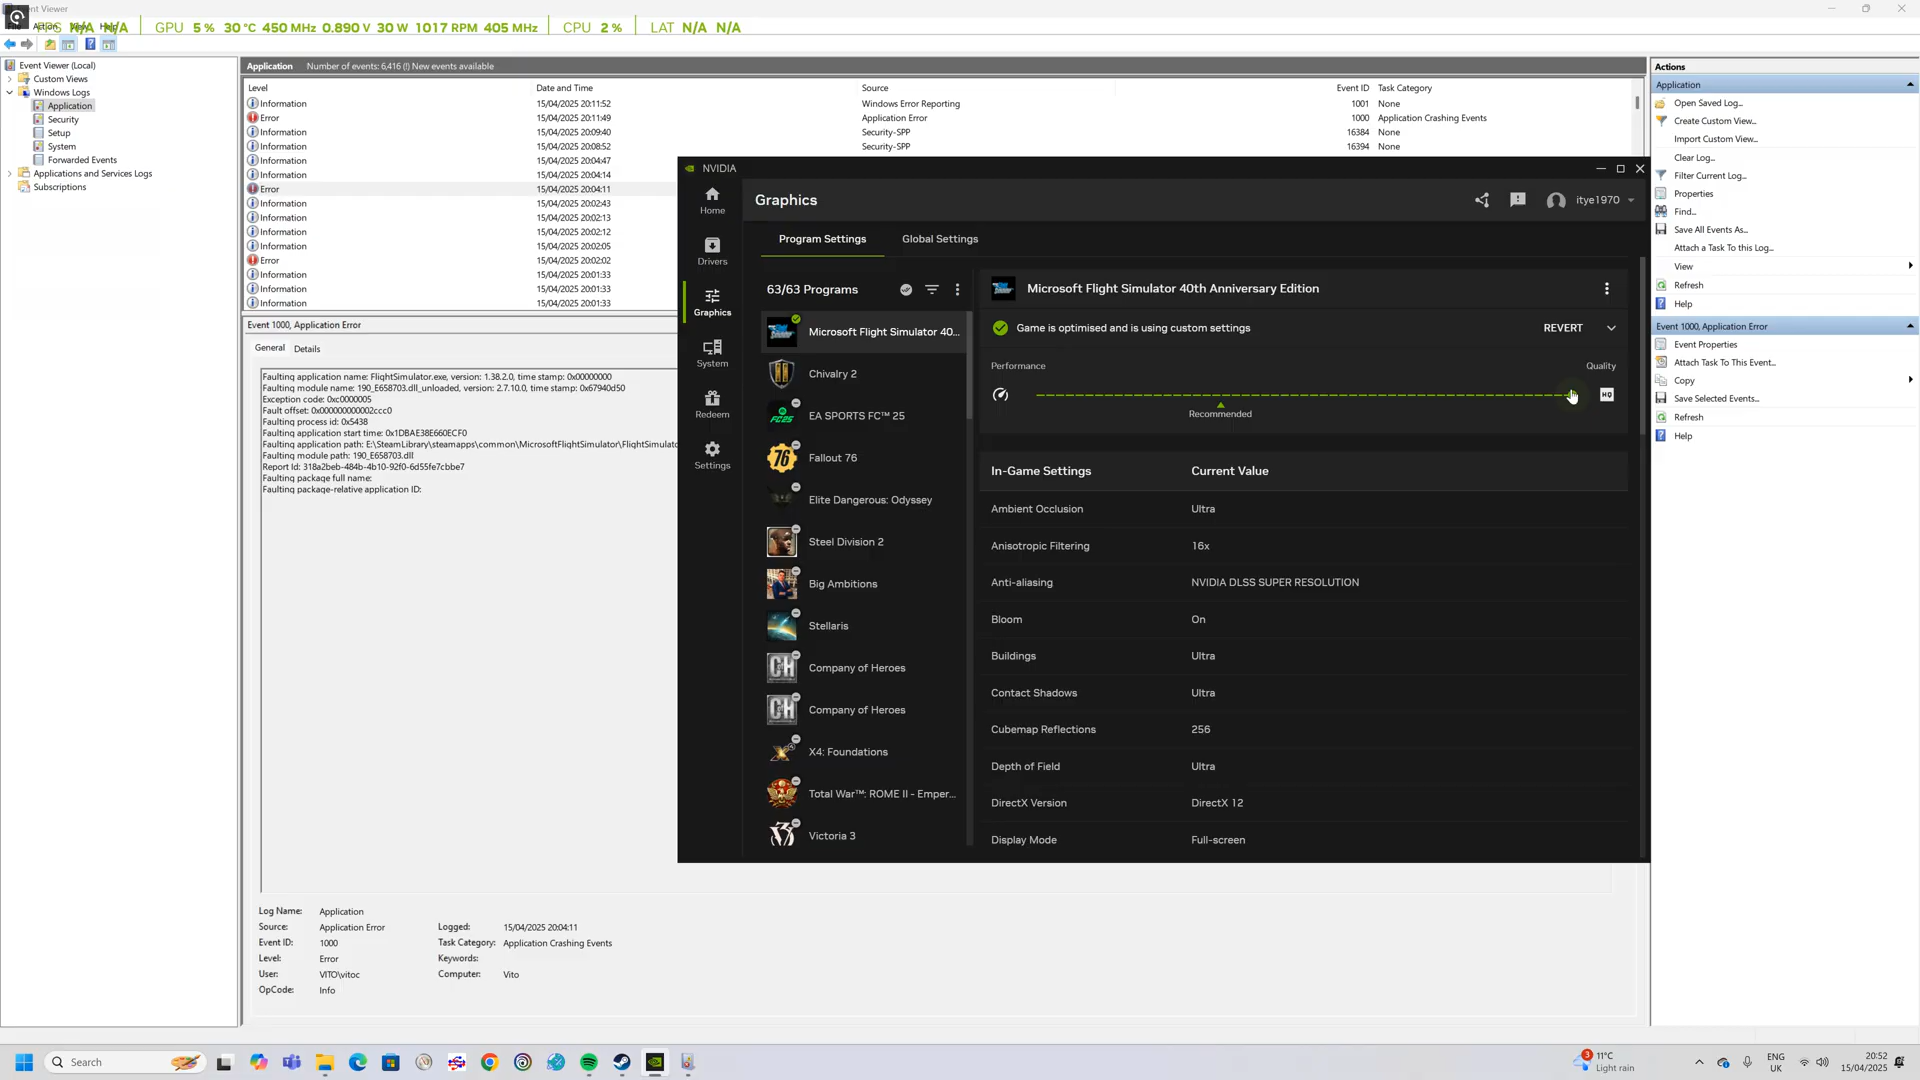 Event Viewer
FPS N/A N/A GPU 5 % 30 °C 450 MHz 0.890 V 30 W 1017 RPM 405 MHz CPU 2 % LAT N/A N/A
Event Viewer (Local)
Custom Views
Windows Logs
Application
Security
Setup
System
Forwarded Events
Applications and Services Logs
Subscriptions
Application Number of events: 6,416 (!) New events available
Level Date and Time Source Event ID Task Category
Information 15/04/2025 20:11:52 Windows Error Reporting 1001 None
Error 15/04/2025 20:11:49 Application Error 1000 Application Crashing Events
Information 15/04/2025 20:09:40 Security-SPP 16384 None
Information 15/04/2025 20:08:52 Security-SPP 16394 None
Information 15/04/2025 20:04:47
Information 15/04/2025 20:04:14
Error 15/04/2025 20:04:11
Information 15/04/2025 20:02:43
Information 15/04/2025 20:02:13
Information 15/04/2025 20:02:12
Information 15/04/2025 20:02:05
Error 15/04/2025 20:02:02
Information 15/04/2025 20:01:33
Information 15/04/2025 20:01:33
Information 15/04/2025 20:01:33
Event 1000, Application Error
General Details
Faulting application name: FlightSimulator.exe, version: 1.38.2.0, time stamp: 0x00000000
Faulting module name: 190_E658703.dll_unloaded, version: 2.7.10.0, time stamp: 0x67940d50
Exception code: 0xc0000005
Fault offset: 0x000000000002ccc0
Faulting process id: 0x5438
Faulting application start time: 0x1DBAE38E660ECF0
Faulting application path: E:\SteamLibrary\steamapps\common\MicrosoftFlightSimulator\FlightSimulato
Faulting module path: 190_E658703.dll
Report Id: 318a2beb-484b-4b10-92f0-6d55fe7cbbe7
Faulting package full name:
Faulting package-relative application ID:
Log Name: Application
Source: Application Error Logged: 15/04/2025 20:04:11
Event ID: 1000 Task Category: Application Crashing Events
Level: Error Keywords:
User: VITO\vitoc Computer: Vito
OpCode: Info
NVIDIA
Home
Drivers
Graphics
System
Redeem
Settings
Graphics
itye1970
Program Settings Global Settings
63/63 Programs
Microsoft Flight Simulator 40...
Chivalry 2
EA SPORTS FC™ 25
Fallout 76
Elite Dangerous: Odyssey
Steel Division 2
Big Ambitions
Stellaris
Company of Heroes
Company of Heroes
X4: Foundations
Total War™: ROME II - Emper...
Victoria 3
Microsoft Flight Simulator 40th Anniversary Edition
Game is optimised and is using custom settings REVERT
Performance Quality
HQ
Recommended
In-Game Settings Current Value
Ambient Occlusion Ultra
Anisotropic Filtering 16x
Anti-aliasing NVIDIA DLSS SUPER RESOLUTION
Bloom On
Buildings Ultra
Contact Shadows Ultra
Cubemap Reflections 256
Depth of Field Ultra
DirectX Version DirectX 12
Display Mode Full-screen
Actions
Application
Open Saved Log...
Create Custom View...
Import Custom View...
Clear Log...
Filter Current Log...
Properties
Find...
Save All Events As...
Attach a Task To this Log...
View
Refresh
Help
Event 1000, Application Error
Event Properties
Attach Task To This Event...
Copy
Save Selected Events...
Refresh
Help
Search
3
11°C
Light rain
ENG
UK
20:52
15/04/2025